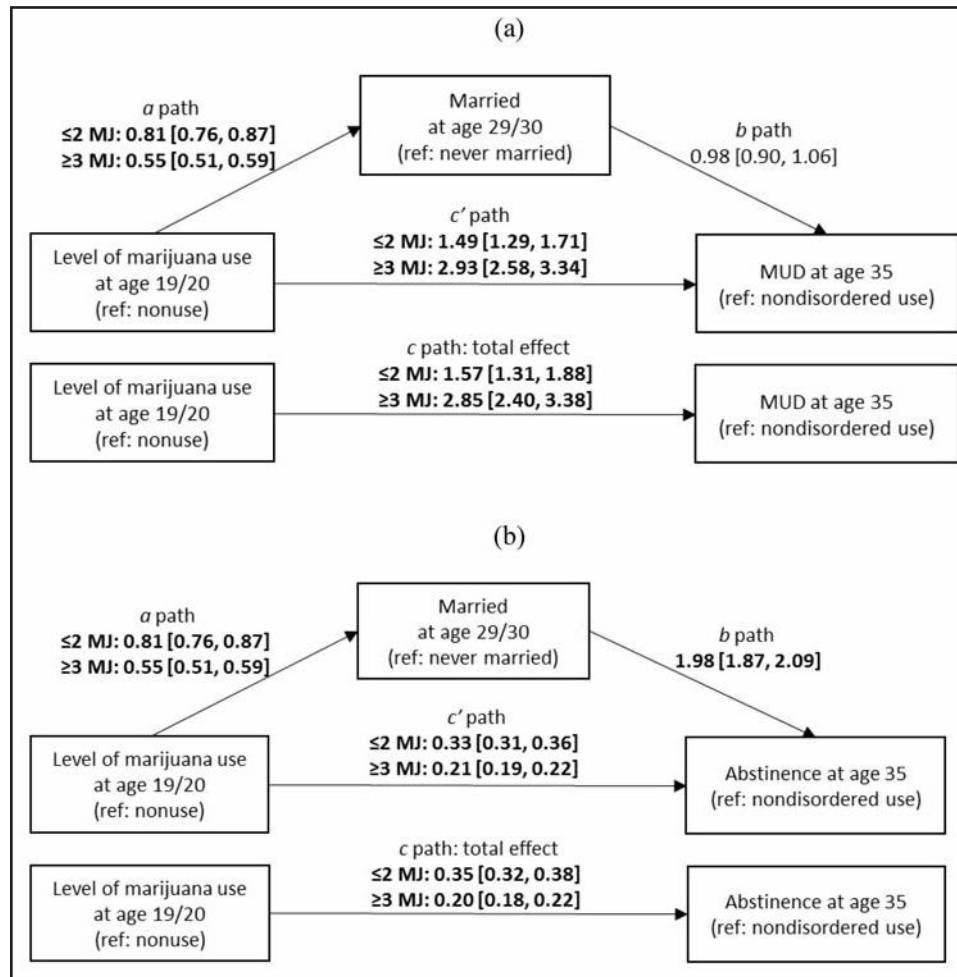 (a)
a path
≤2 MJ: 0.81 [0.76, 0.87]
≥3 MJ: 0.55 [0.51, 0.59]
Married
at age 29/30
(ref: never married)
b path
0.98 [0.90, 1.06]
Level of marijuana use
at age 19/20
(ref: nonuse)
c’ path
≤2 MJ: 1.49 [1.29, 1.71]
≥3 MJ: 2.93 [2.58, 3.34]
MUD at age 35
(ref: nondisordered use)
Level of marijuana use
at age 19/20
(ref: nonuse)
c path: total effect
≤2 MJ: 1.57 [1.31, 1.88]
≥3 MJ: 2.85 [2.40, 3.38]
MUD at age 35
(ref: nondisordered use)
(b)
a path
≤2 MJ: 0.81 [0.76, 0.87]
≥3 MJ: 0.55 [0.51, 0.59]
Married
at age 29/30
(ref: never married)
b path
1.98 [1.87, 2.09]
Level of marijuana use
at age 19/20
(ref: nonuse)
c’ path
≤2 MJ: 0.33 [0.31, 0.36]
≥3 MJ: 0.21 [0.19, 0.22]
Abstinence at age 35
(ref: nondisordered use)
Level of marijuana use
at age 19/20
(ref: nonuse)
c path: total effect
≤2 MJ: 0.35 [0.32, 0.38]
≥3 MJ: 0.20 [0.18, 0.22]
Abstinence at age 35
(ref: nondisordered use)